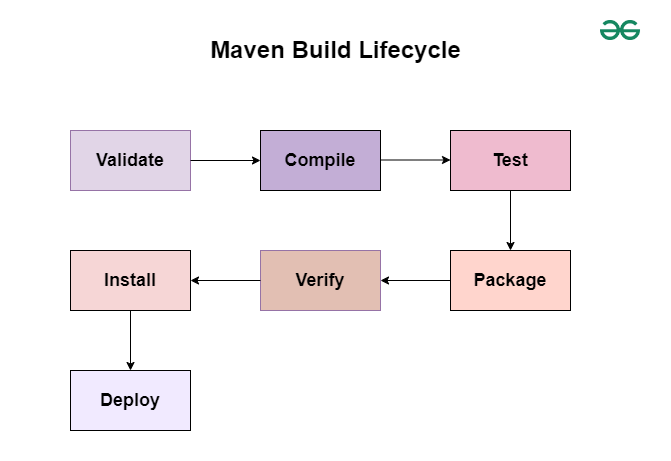 Maven Build Lifecycle
Validate
Compile
Test
Install
Verify
Package
Deploy